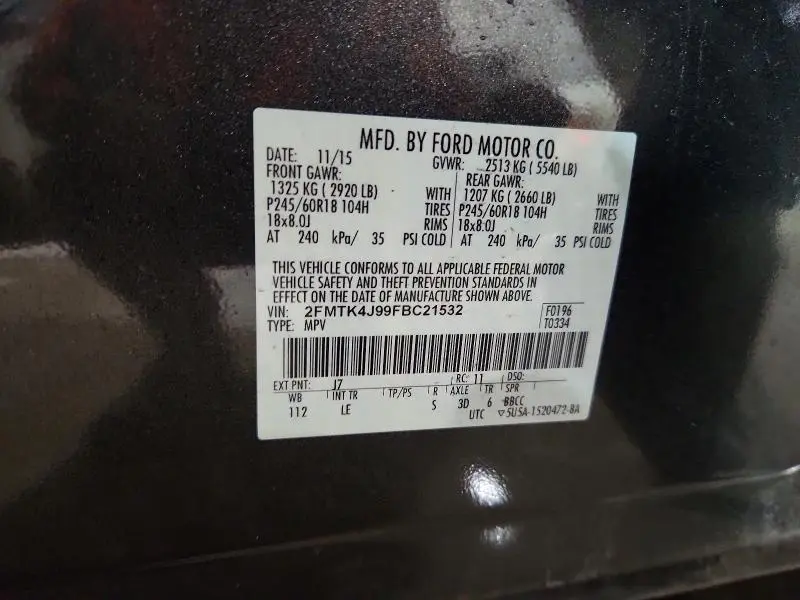 MFD. BY FORD MOTOR CO.
DATE: 11/15 GVWR: 2513 KG ( 5540 LB)
FRONT GAWR: REAR GAWR:
1325 KG ( 2920 LB) WITH 1207 KG ( 2660 LB) WITH
P245/60R18 104H TIRES P245/60R18 104H TIRES
18x8.0J RIMS 18x8.0J RIMS
AT 240 kPa/ 35 PSI COLD AT 240 kPa/ 35 PSI COLD
THIS VEHICLE CONFORMS TO ALL APPLICABLE FEDERAL MOTOR
VEHICLE SAFETY AND THEFT PREVENTION STANDARDS IN
EFFECT ON THE DATE OF MANUFACTURE SHOWN ABOVE.
VIN: 2FMTK4J99FBC21532 F0196
TYPE: MPV T0334
EXT PNT: J7 RC: 11 DSO:
WB INT TR TP/PS R AXLE TR SPR
112 LE S 3D 6 BBCC
UTC ▽5U5A-1520472-BA